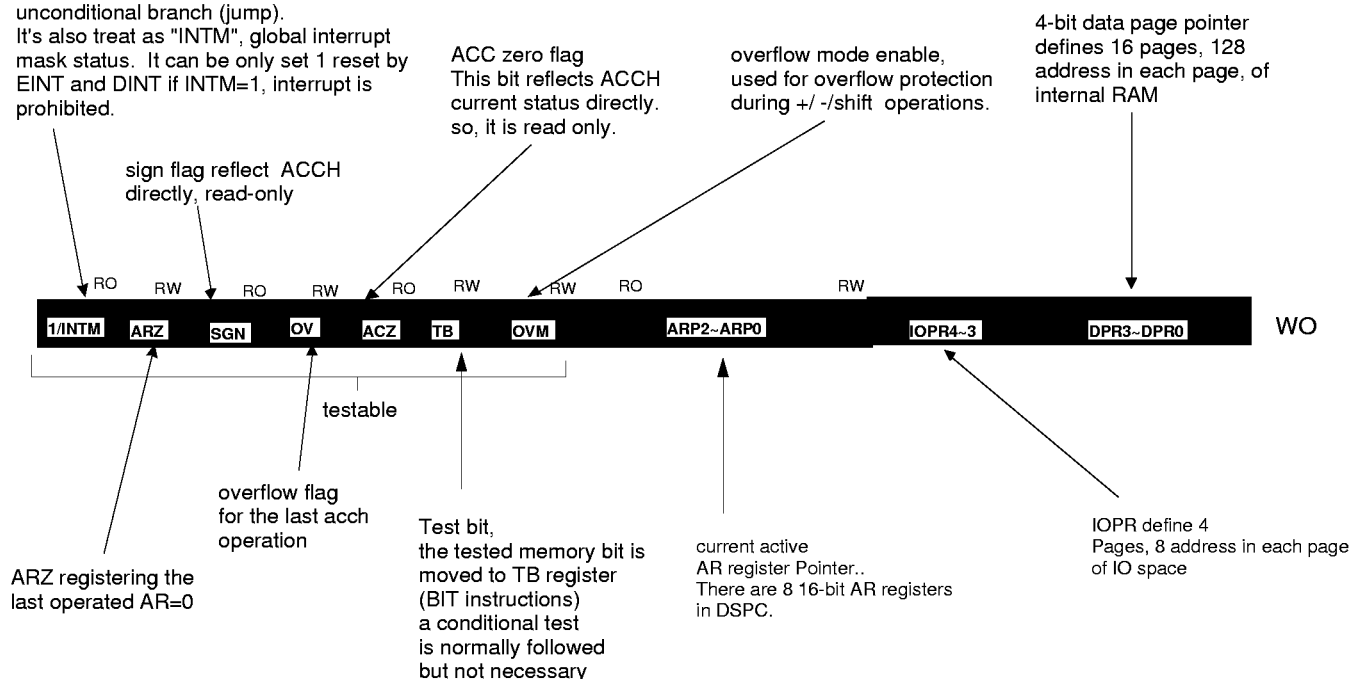 unconditional branch (jump).
It's also treat as "INTM", global interrupt
mask status. It can be only set 1 reset by
EINT and DINT if INTM=1, interrupt is
prohibited.
ACC zero flag
This bit reflects ACCH
current status directly.
so, it is read only.
overflow mode enable,
used for overflow protection
during +/ -/shift operations.
4-bit data page pointer
defines 16 pages, 128
address in each page, of
internal RAM
sign flag reflect ACCH
directly, read-only
RO
RW
RO
RW
RO
RW
RW
RO
RW
1/INTM
ARZ
SGN
OV
ACZ
TB
OVM
ARP2~ARP0
IOPR4~3
DPR3~DPR0
WO
testable
ARZ registering the
last operated AR=0
overflow flag
for the last acch
operation
Test bit,
the tested memory bit is
moved to TB register
(BIT instructions)
a conditional test
is normally followed
but not necessary
current active
AR register Pointer..
There are 8 16-bit AR registers
in DSPC.
IOPR define 4
Pages, 8 address in each page
of IO space